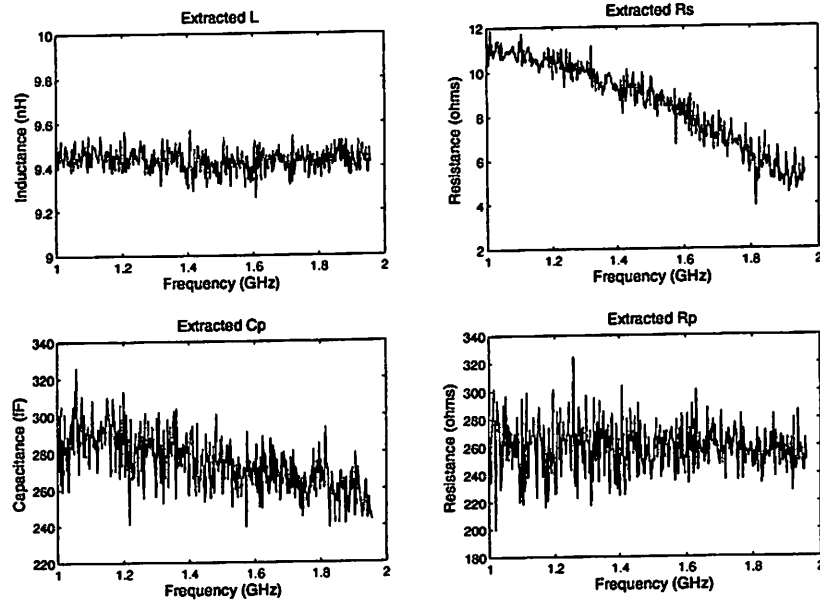 Extracted L
10
9.8
9.6
9.4
9.2
9
Inductance (nH)
1 1.2 1.4 1.6 1.8 2
Frequency (GHz)
Extracted Rs
12
10
8
6
4
2
Resistance (ohms)
1 1.2 1.4 1.6 1.8 2
Frequency (GHz)
Extracted Cp
340
320
300
280
260
240
220
Capacitance (fF)
1 1.2 1.4 1.6 1.8 2
Frequency (GHz)
Extracted Rp
340
320
300
280
260
240
220
200
180
Resistance (ohms)
1 1.2 1.4 1.6 1.8 2
Frequency (GHz)